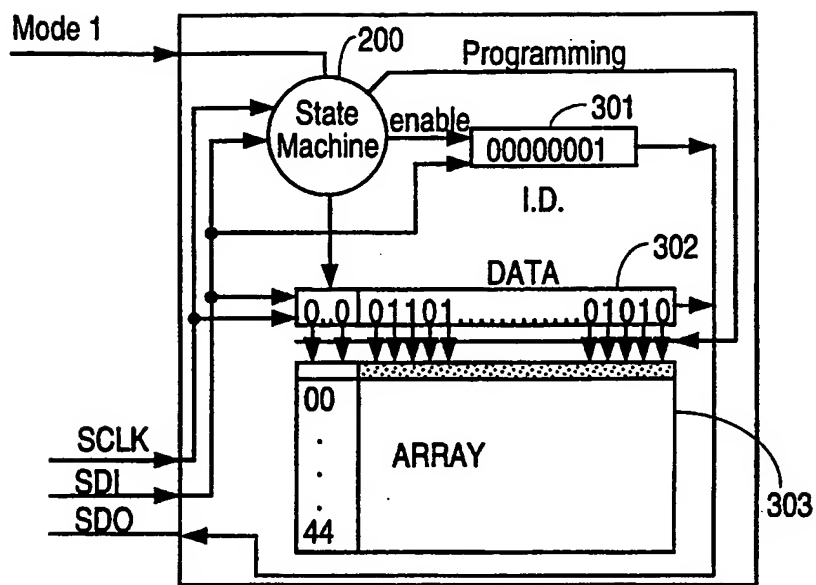 Mode 1
200
Programming
State
Machine
enable
301
00000001
I.D.
302
DATA
0..0 01101...............01010
00
.
.
.
44
ARRAY
SCLK
SDI
SDO
303